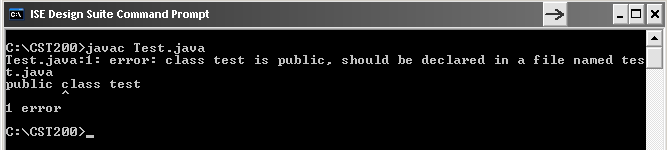 ISE Design Suite Command Prompt
C:\CST200>javac Test.java
Test.java:1: error: class test is public, should be declared in a file named tes
t.java
public class test
       ^
1 error
C:\CST200>_